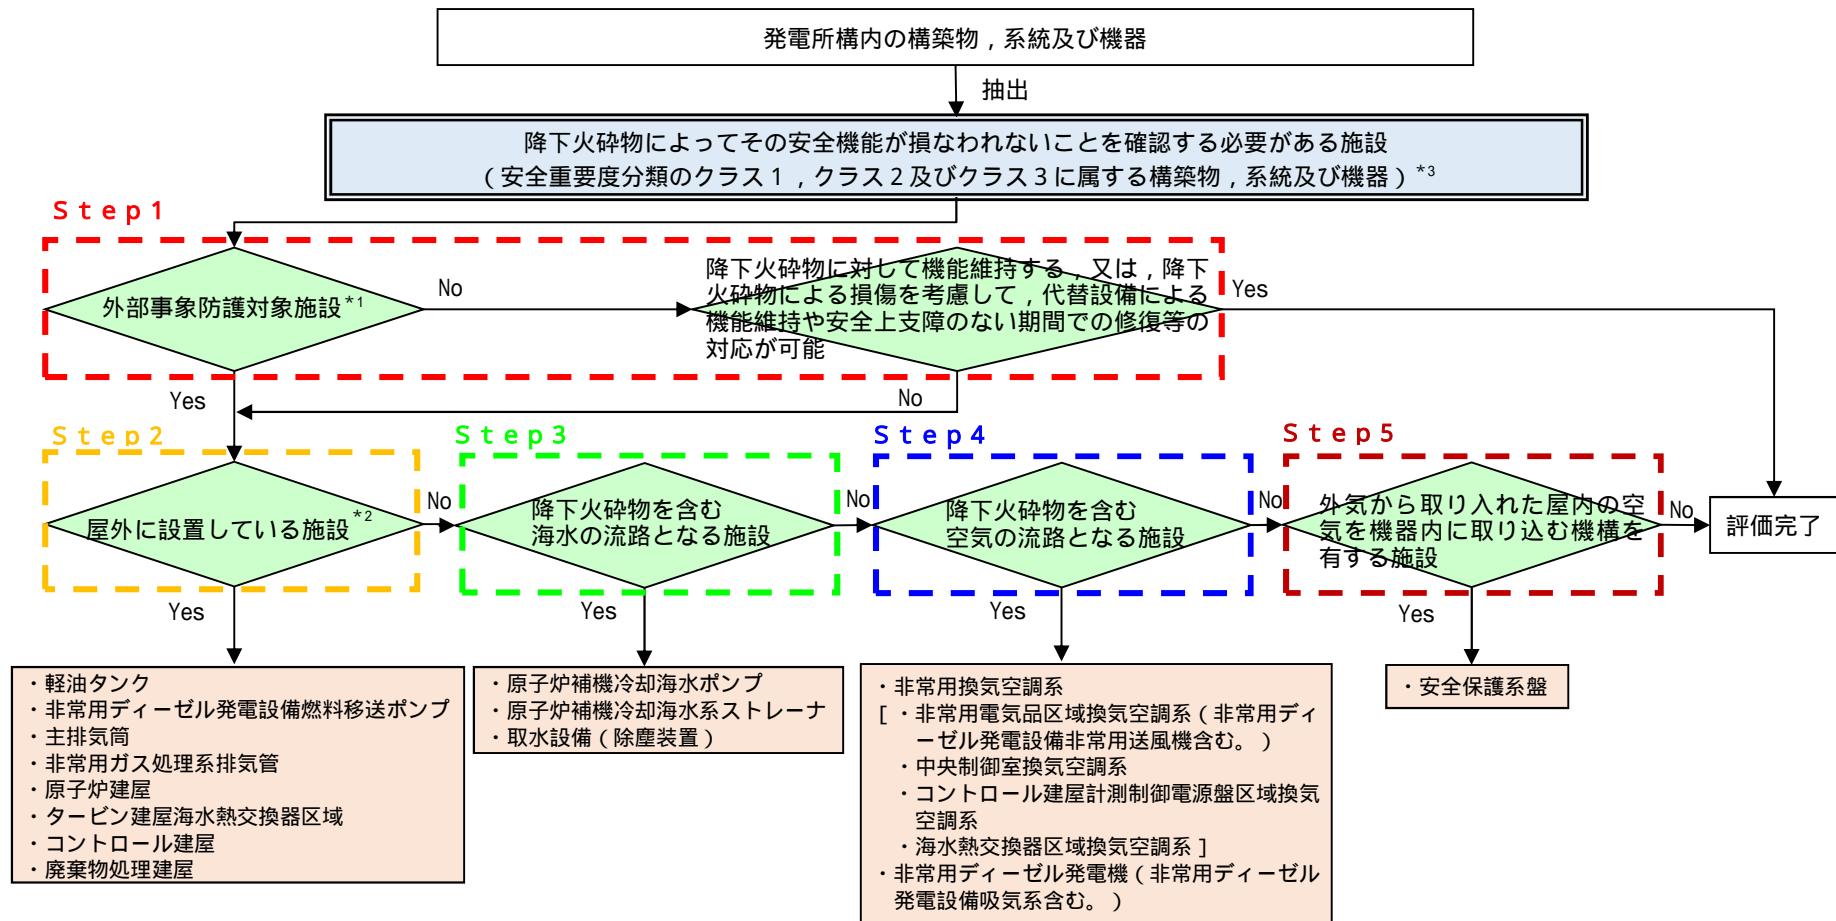 発電所構内の構築物，系統及び機器
抽出
降下火砕物によってその安全機能が損なわれないことを確認する必要がある施設
（安全重要度分類のクラス１，クラス２及びクラス３に属する構築物，系統及び機器）*3
Ｓｔｅｐ１
外部事象防護対象施設*1
No
降下火砕物に対して機能維持する，又は，降下
火砕物による損傷を考慮して，代替設備による
機能維持や安全上支障のない期間での修復等の
対応が可能
Yes
Yes
No
Ｓｔｅｐ２
屋外に設置している施設*2
No
Yes
Ｓｔｅｐ３
降下火砕物を含む
海水の流路となる施設
No
Yes
Ｓｔｅｐ４
降下火砕物を含む
空気の流路となる施設
No
Yes
Ｓｔｅｐ５
外気から取り入れた屋内の空
気を機器内に取り込む機構を
有する施設
No
Yes
評価完了
・軽油タンク
・非常用ディーゼル発電設備燃料移送ポンプ
・主排気筒
・非常用ガス処理系排気管
・原子炉建屋
・タービン建屋海水熱交換器区域
・コントロール建屋
・廃棄物処理建屋
・原子炉補機冷却海水ポンプ
・原子炉補機冷却海水系ストレーナ
・取水設備（除塵装置）
・非常用換気空調系
[・非常用電気品区域換気空調系（非常用ディ
ーゼル発電設備非常用送風機含む。）
・中央制御室換気空調系
・コントロール建屋計測制御電源盤区域換気
空調系
・海水熱交換器区域換気空調系]
・非常用ディーゼル発電機（非常用ディーゼル
発電設備吸気系含む。）
・安全保護系盤